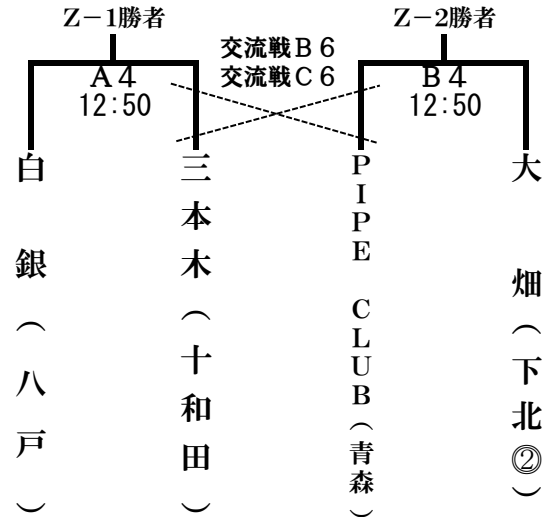 Z－1勝者
Z－2勝者
交流戦B6
交流戦C6
A4
12:50
B4
12:50
白銀（八戸）
三本木（十和田）
PIPE CLUB（青森）
大畑（下北②）